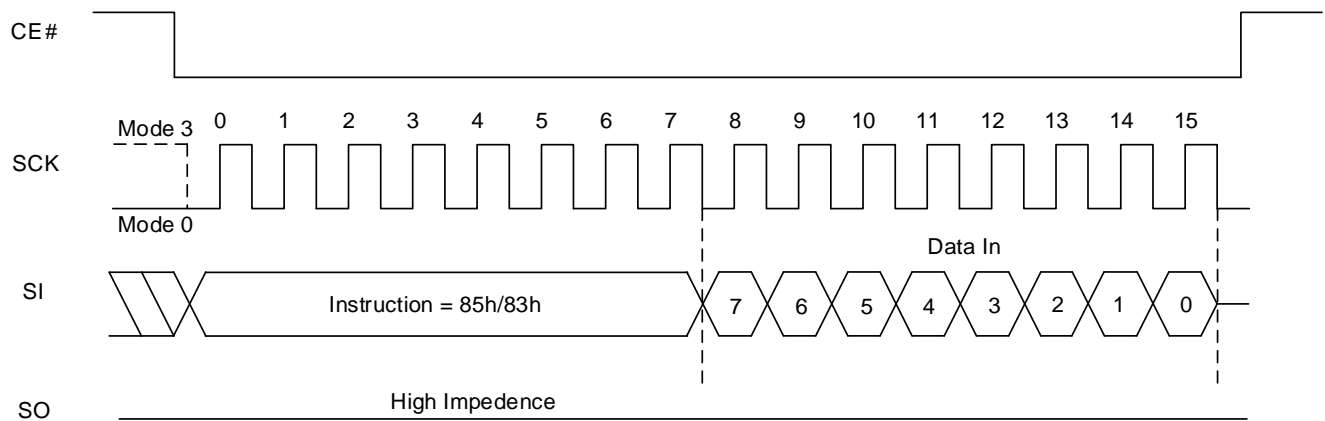 CE#
Mode 3 0 1 2 3 4 5 6 7 8 9 10 11 12 13 14 15
SCK
Mode 0
Data In
SI Instruction = 85h/83h 7 6 5 4 3 2 1 0
High Impedence
SO